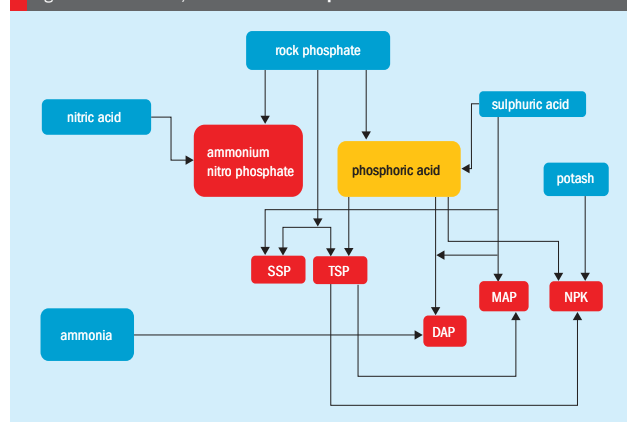 rock phosphate
sulphuric acid
nitric acid
ammonium
nitro phosphate
phosphoric acid
potash
SSP
TSP
MAP
NPK
DAP
ammonia